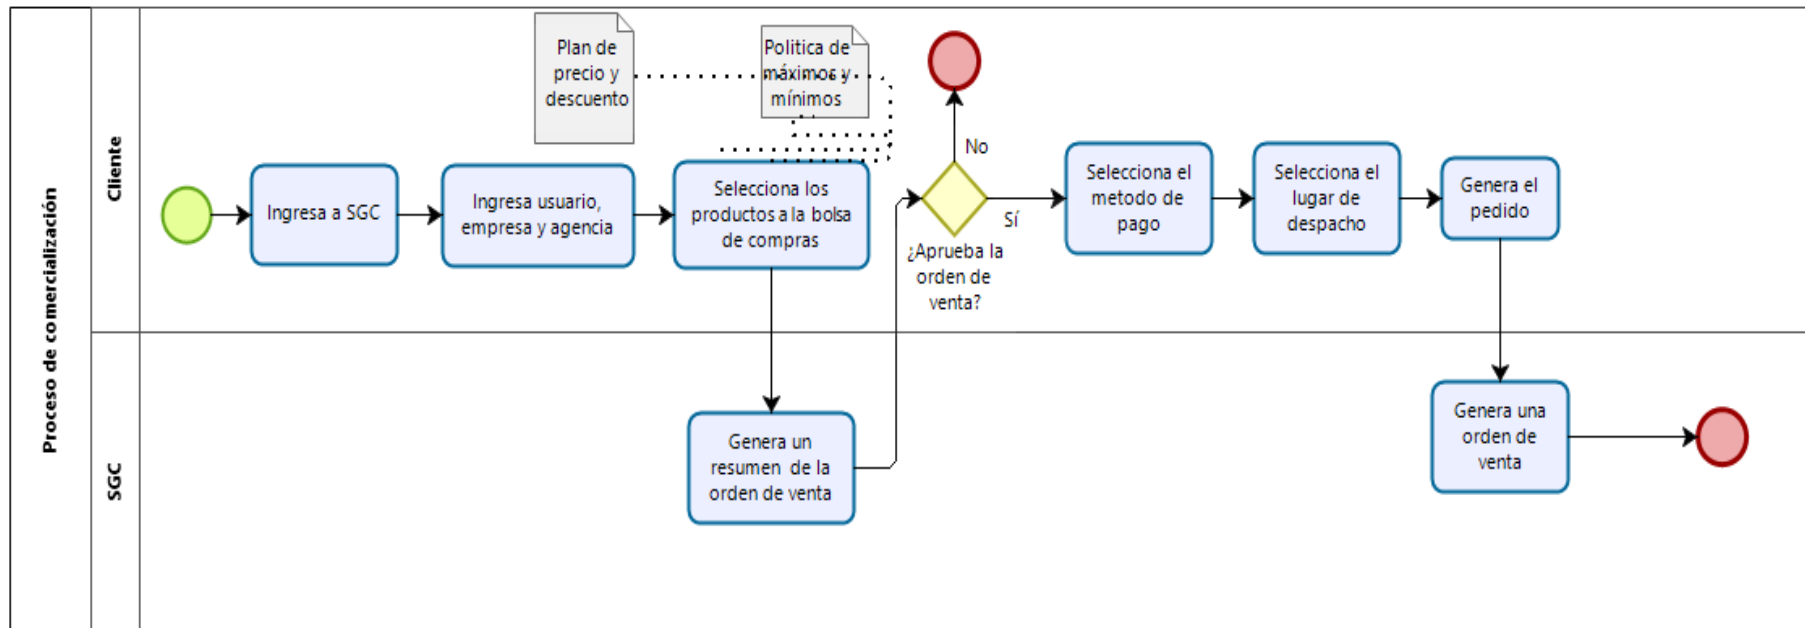 Proceso de comercialización
Cliente
Plan de
precio y
descuento
Politica de
máximos y
mínimos
Ingresa a SGC
Ingresa usuario,
empresa y agencia
Selecciona los
productos a la bolsa
de compras
No
Sí
¿Aprueba la
orden de
venta?
Selecciona el
metodo de
pago
Selecciona el
lugar de
despacho
Genera el
pedido
SGC
Genera un
resumen de la
orden de venta
Genera una
orden de
venta